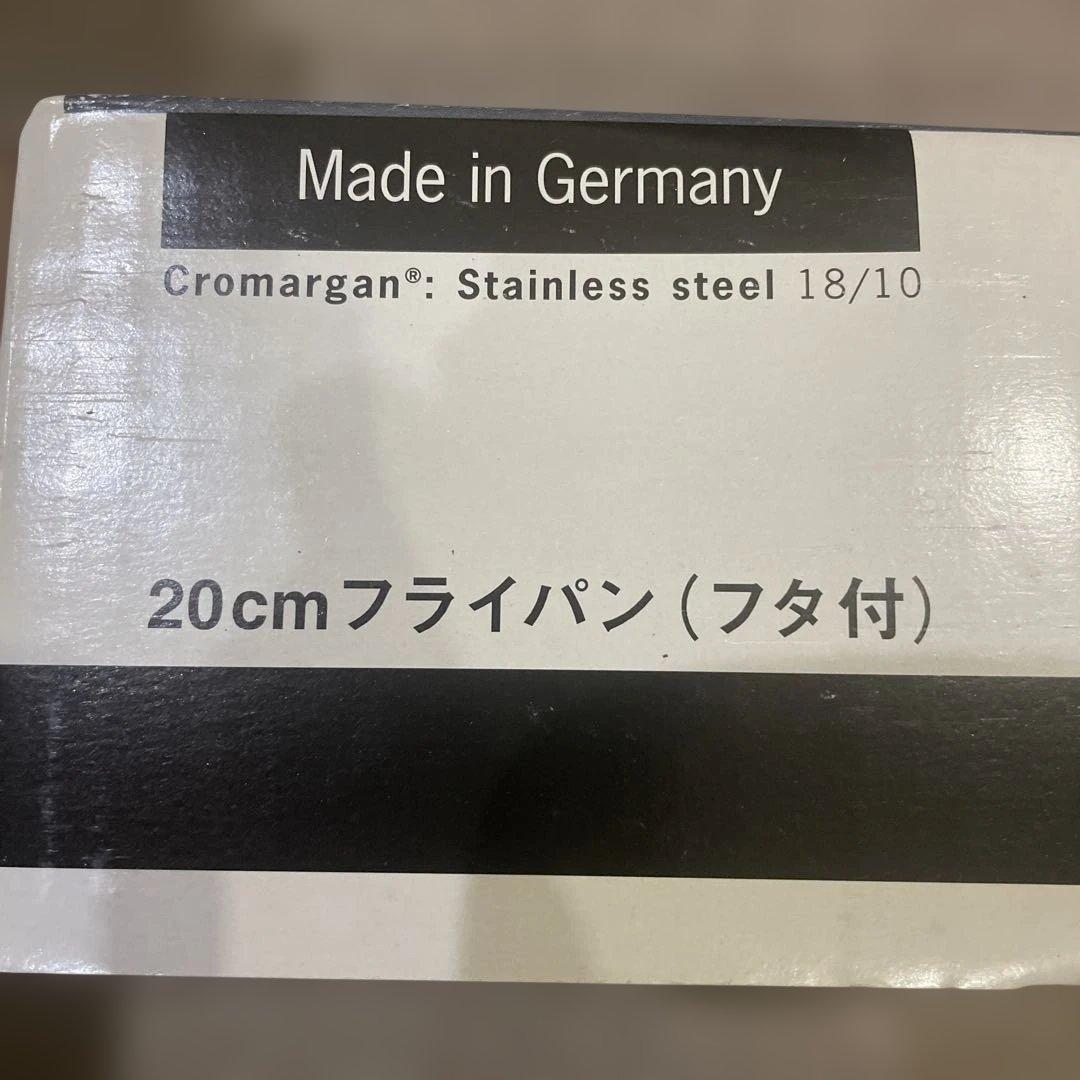 Made in Germany
Cromargan®: Stainless steel 18/10
20cmフライパン(フタ付)